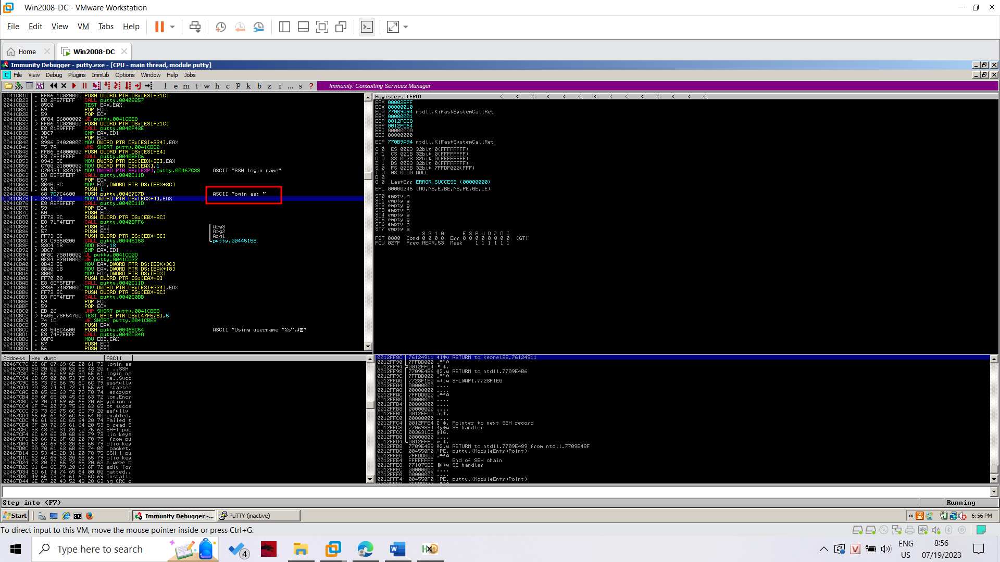 Win2008-DC - VMware Workstation
File Edit View VM Tabs Help
Home
Win2008-DC
Immunity Debugger - putty.exe - [CPU - main thread, module putty]
File View Debug Plugins ImmLib Options Window Help Jobs
l e m t w h c P k b z r ... s ?
Immunity: Consulting Services Manager
0041CB1D . FFB6 1C020000 PUSH DWORD PTR DS:[ESI+21C]
0041CB23 . E8 2F57FEFF CALL putty.00402257
0041CB28 . 85C0 TEST EAX,EAX
0041CB2A . 59 POP ECX
0041CB2B . 59 POP ECX
0041CB2C . 0F84 B6000000 JE putty.0041CBE8
0041CB32 > FFB6 1C020000 PUSH DWORD PTR DS:[ESI+21C]
0041CB38 . E8 0129FFFF CALL putty.0040F43E
0041CB3D . 3BC7 CMP EAX,EDI
0041CB3F . 59 POP ECX
0041CB40 . 8986 24020000 MOV DWORD PTR DS:[ESI+224],EAX
0041CB46 . 75 7A JNZ SHORT putty.0041CBC2
0041CB48 . FFB6 E4000000 PUSH DWORD PTR DS:[ESI+E4]
0041CB4E . E8 73F4FEFF CALL putty.0040BFC6
0041CB53 . 8943 3C MOV DWORD PTR DS:[EBX+3C],EAX
0041CB56 . C700 01000000 MOV DWORD PTR DS:[EAX],1
0041CB5C . C70424 887C46 MOV DWORD PTR SS:[ESP],putty.00467C88 ASCII "SSH login name"
0041CB63 . E8 B5F5FEFF CALL putty.0040C11D
0041CB68 . 59 POP ECX
0041CB69 . 8B4B 3C MOV ECX,DWORD PTR DS:[EBX+3C]
0041CB6C . 6A 01 PUSH 1
0041CB6E . 68 7D7C4600 PUSH putty.00467C7D ASCII "ogin as: "
0041CB73 . 8941 04 MOV DWORD PTR DS:[ECX+4],EAX
0041CB76 . E8 A2F5FEFF CALL putty.0040C11D
0041CB7B . 59 POP ECX
0041CB7C . 50 PUSH EAX
0041CB7D . FF73 3C PUSH DWORD PTR DS:[EBX+3C]
0041CB80 . E8 71F4FEFF CALL putty.0040BFF6
0041CB85 . 57 PUSH EDI Arg3
0041CB86 . 57 PUSH EDI Arg2
0041CB87 . FF73 3C PUSH DWORD PTR DS:[EBX+3C] Arg1
0041CB8A . E8 C9850200 CALL putty.00445158 putty.00445158
0041CB8F . 83C4 18 ADD ESP,18
0041CB92 > 3BC7 CMP EAX,EDI
0041CB94 . 0F8C 73010000 JL putty.0041CD0D
0041CB9A . 0F84 82010000 JE putty.0041CD22
0041CBA0 . 8B43 3C MOV EAX,DWORD PTR DS:[EBX+3C]
0041CBA3 . 8B40 18 MOV EAX,DWORD PTR DS:[EAX+18]
0041CBA6 . 8B00 MOV EAX,DWORD PTR DS:[EAX]
0041CBA8 . FF70 08 PUSH DWORD PTR DS:[EAX+8]
0041CBAB . E8 6DF5FEFF CALL putty.0040C11D
0041CBB0 . 8986 24020000 MOV DWORD PTR DS:[ESI+224],EAX
0041CBB6 . FF73 3C PUSH DWORD PTR DS:[EBX+3C]
0041CBB9 . E8 FDF4FEFF CALL putty.0040C0BB
0041CBBE . 59 POP ECX
0041CBBF . 59 POP ECX
0041CBC0 . EB 26 JMP SHORT putty.0041CBE8
0041CBC2 > F605 78F54700 TEST BYTE PTR DS:[47F578],5
0041CBC9 . 74 1D JE SHORT putty.0041CBE8
0041CBCB . 50 PUSH EAX
0041CBCC . 68 548C4600 PUSH putty.00468C54 ASCII "Using username "%s".
0041CBD1 . E8 74F7FEFF CALL putty.0040C34A
0041CBD6 . 8BF8 MOV EDI,EAX
0041CBD8 . 57 PUSH EDI
0041CBD9 . 56 PUSH ESI
Registers (FPU) < < < < < < < < < < < < < <
EAX 000025FF
ECX 00000010
EDX 770B9A94 ntdll.KiFastSystemCallRet
EBX 00000001
ESP 0012FCC8
EBP 0012FD64
ESI 00000000
EDI 00000000
EIP 770B9A94 ntdll.KiFastSystemCallRet
C 0 ES 0023 32bit 0(FFFFFFFF)
P 1 CS 001B 32bit 0(FFFFFFFF)
A 0 SS 0023 32bit 0(FFFFFFFF)
Z 1 DS 0023 32bit 0(FFFFFFFF)
S 0 FS 003B 32bit 7FFDF000(FFF)
T 0 GS 0000 NULL
D 0
O 0 LastErr ERROR_SUCCESS (00000000)
EFL 00000246 (NO,NB,E,BE,NS,PE,GE,LE)
ST0 empty g
ST1 empty g
ST2 empty g
ST3 empty g
ST4 empty g
ST5 empty g
ST6 empty g
ST7 empty g
3 2 1 0 E S P U O Z D I
FST 0000 Cond 0 0 0 0 Err 0 0 0 0 0 0 0 0 (GT)
FCW 027F Prec NEAR,53 Mask 1 1 1 1 1 1
Address Hex dump ASCII
00467C7C 6C 6F 67 69 6E 20 61 73 login as
00467C84 3A 20 00 00 53 53 48 20 : ..SSH
00467C8C 6C 6F 67 69 6E 20 6E 61 login na
00467C94 6D 65 00 00 53 75 63 63 me..Succ
00467C9C 65 73 73 66 75 6C 6C 79 essfully
00467CA4 20 73 74 61 72 74 65 64 started
00467CAC 20 65 6E 63 72 79 70 74 encrypt
00467CB4 69 6F 6E 00 45 6E 63 72 ion.Encr
00467CBC 79 70 74 69 6F 6E 20 6E yption n
00467CC4 6F 74 20 73 75 63 63 65 ot succe
00467CCC 73 73 66 75 6C 6C 79 20 ssfully
00467CD4 65 6E 61 62 6C 65 64 00 enabled.
00467CDC 46 61 69 6C 65 64 20 74 Failed t
00467CE4 6F 20 72 65 61 64 20 53 o read S
00467CEC 53 48 2D 31 20 70 75 62 SH-1 pub
00467CF4 6C 69 63 20 6B 65 79 73 lic keys
00467CFC 20 66 72 6F 6D 20 70 75 from pu
00467D04 62 6C 69 63 20 6B 65 79 blic key
00467D0C 20 70 61 63 6B 65 74 00 packet.
00467D14 53 53 48 2D 31 20 70 75 SSH-1 pu
00467D1C 62 6C 69 63 20 6B 65 79 blic key
00467D24 73 20 77 65 72 65 20 62 s were b
00467D2C 61 64 6C 79 20 66 6F 72 adly for
00467D34 6D 61 74 74 65 64 00 00 matted..
00467D3C 49 6E 73 74 61 6C 6C 69 Installi
00467D44 6E 67 20 43 52 43 20 63 ng CRC c
0012FF8C 76124911 RETURN to kernel32.76124911
0012FF90 7FFDD000
0012FF94 0012FFD4
0012FF98 7709E4B6 RETURN to ntdll.7709E4B6
0012FF9C 7FFDD000
0012FFA0 7728F1E0 SHLWAPI.7728F1E0
0012FFA4 00000000 ....
0012FFA8 00000000 ....
0012FFAC 7FFDD000
0012FFB0 00000000 ....
0012FFB4 00000000 ....
0012FFB8 00000000 ....
0012FFBC 0012FFA0
0012FFC0 00000000 ....
0012FFC4 0012FFE4 Pointer to next SEH record
0012FFC8 77069834 SE handler
0012FFCC 003631CC
0012FFD0 00000000 ....
0012FFD4 0012FFEC
0012FFD8 7709E489 RETURN to ntdll.7709E489 from ntdll.7709E48F
0012FFDC 004550F0 putty.<ModuleEntryPoint>
0012FFE0 7FFDD000
0012FFE4 FFFFFFFF End of SEH chain
0012FFE8 771075DE SE handler
0012FFEC 00000000 ....
0012FFF0 00000000 ....
0012FFF4 004550F0 putty.<ModuleEntryPoint>
Step into (F7)
Running
Start
Immunity Debugger -...
PuTTY (inactive)
6:56 PM
To direct input to this VM, move the mouse pointer inside or press Ctrl+G.
Type here to search
4
ENG
US
8:56
07/19/2023